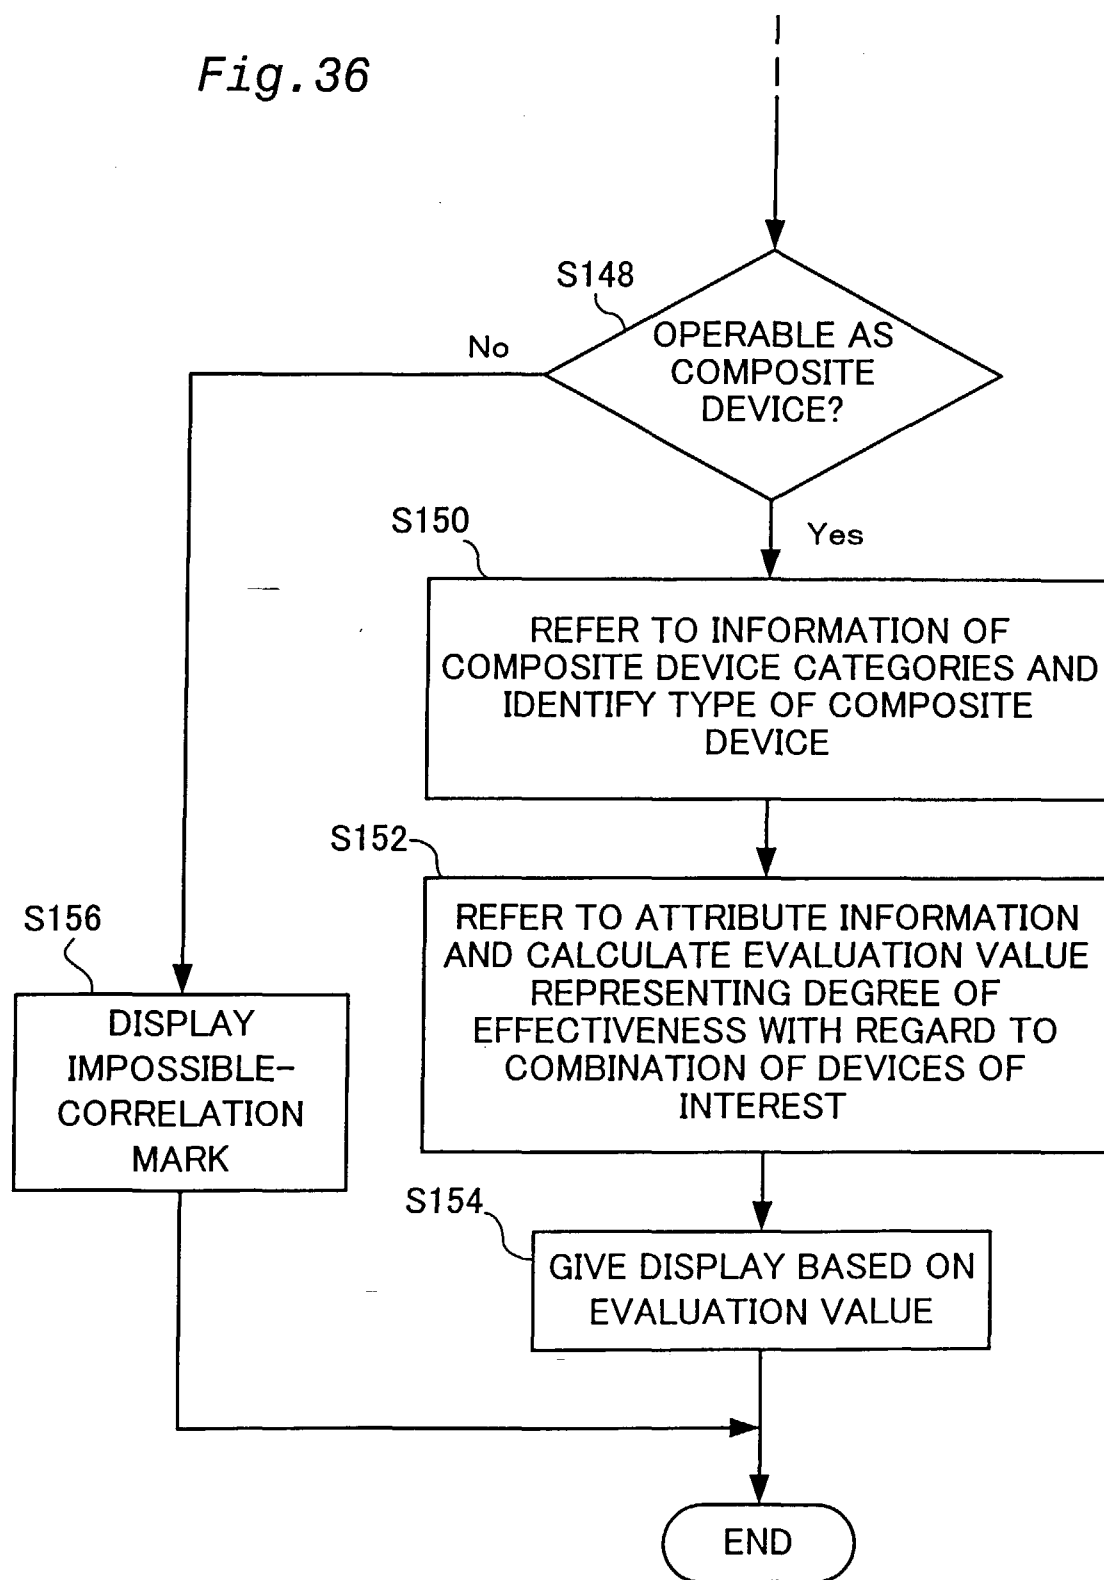 Fig.36
S148
OPERABLE AS
COMPOSITE
DEVICE?
No
Yes
S150
REFER TO INFORMATION OF
COMPOSITE DEVICE CATEGORIES AND
IDENTIFY TYPE OF COMPOSITE
DEVICE
S152
REFER TO ATTRIBUTE INFORMATION
AND CALCULATE EVALUATION VALUE
REPRESENTING DEGREE OF
EFFECTIVENESS WITH REGARD TO
COMBINATION OF DEVICES OF
INTEREST
S156
DISPLAY
IMPOSSIBLE-
CORRELATION
MARK
S154
GIVE DISPLAY BASED ON
EVALUATION VALUE
END